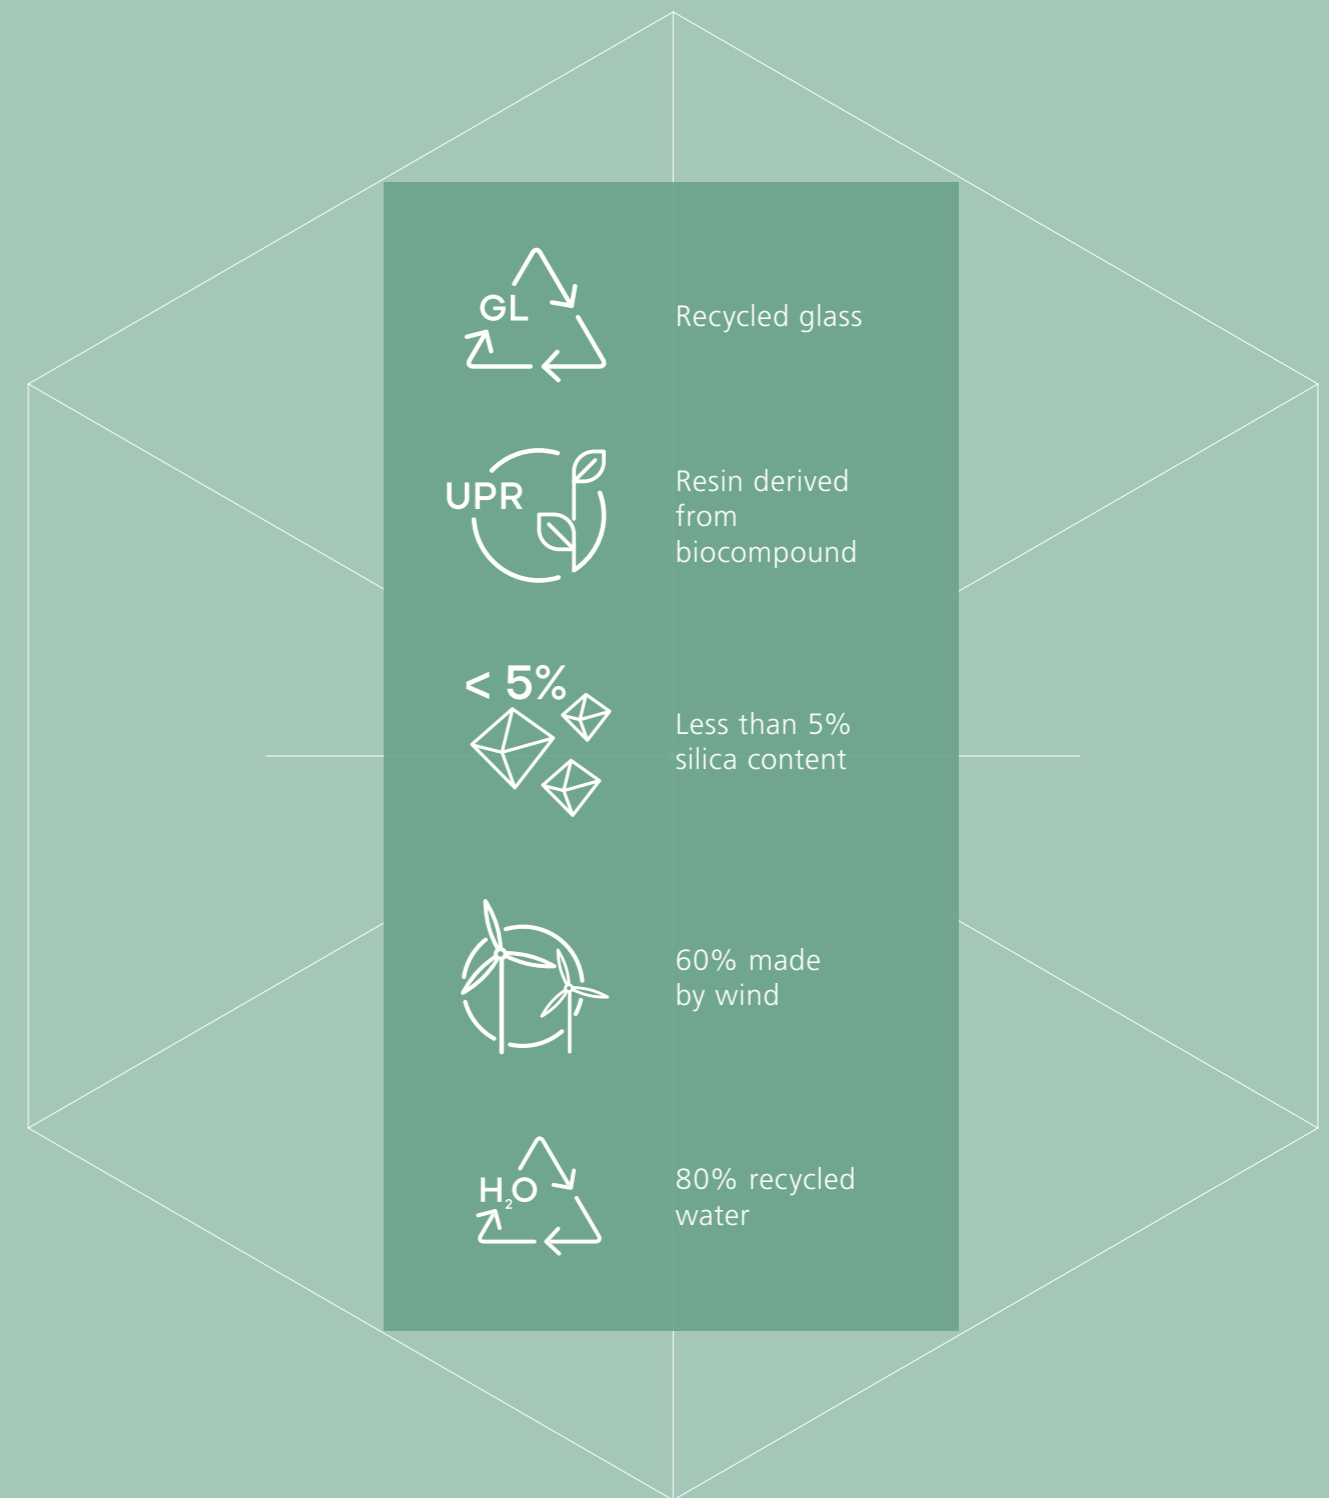 GL
Recycled glass
UPR
Resin derived
from
biocompound
< 5%
Less than 5%
silica content
60% made
by wind
H₂O
80% recycled
water